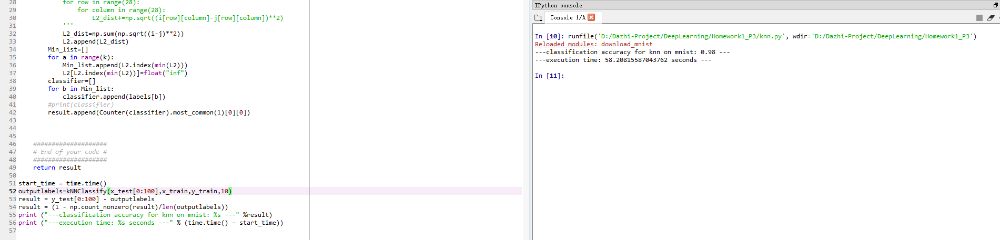 28            for row in range(28):
29                for column in range(28):
30                    L2_dist+=np.sqrt((i[row][column]-j[row][column])**2)
31            '''
32            L2_dist=np.sum(np.sqrt((i-j)**2))
33            L2.append(L2_dist)
34        Min_list=[]
35        for a in range(k):
36            Min_list.append(L2.index(min(L2)))
37            L2[L2.index(min(L2))]=float("inf")
38        classifier=[]
39        for b in Min_list:
40            classifier.append(labels[b])
41        #print(classifier)
42        result.append(Counter(classifier).most_common(1)[0][0])
43
44
45
46    ####################
47    # End of your code #
48    ####################
49    return result
50
51 start_time = time.time()
52 outputlabels=kNNClassify(x_test[0:100],x_train,y_train,10)
53 result = y_test[0:100] - outputlabels
54 result = (1 - np.count_nonzero(result)/len(outputlabels))
55 print ("---classification accuracy for knn on mnist: %s ---" %result)
56 print ("---execution time: %s seconds ---" % (time.time() - start_time))
57
IPython console
Console 1/A
In [10]: runfile('D:/Dazhi-Project/DeepLearning/Homework1_P3/knn.py', wdir='D:/Dazhi-Project/DeepLearning/Homework1_P3')
Reloaded modules: download_mnist
---classification accuracy for knn on mnist: 0.98 ---
---execution time: 58.20815587043762 seconds ---
In [11]: